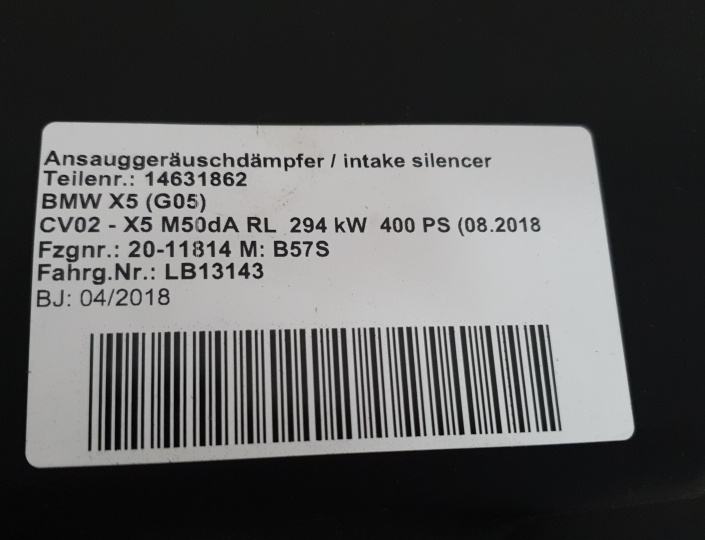 Ansauggeräuschdämpfer / intake silencer
Teilenr.: 14631862
BMW X5 (G05)
CV02 - X5 M50dA RL 294 kW 400 PS (08.2018
Fzgnr.: 20-11814 M: B57S
Fahrg.Nr.: LB13143
BJ: 04/2018